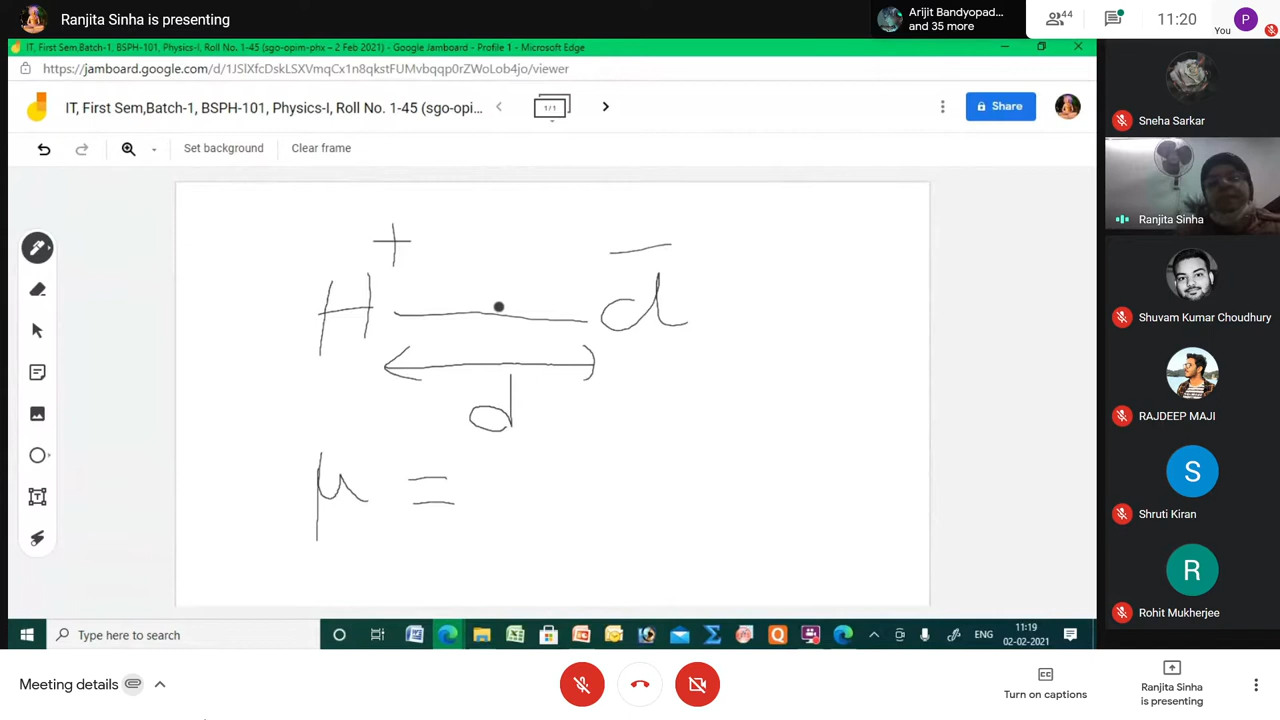 Ranjita Sinha is presenting
Arijit Bandyopad...
and 35 more
44
11:20
You
P
IT, First Sem,Batch-1, BSPH-101, Physics-I, Roll No. 1-45 (sgo-opim-phx – 2 Feb 2021) - Google Jamboard - Profile 1 - Microsoft Edge
https://jamboard.google.com/d/1JSlXfcDskLSXVmqCx1n8qkstFUMvbqqp0rZWoLob4jo/viewer
IT, First Sem,Batch-1, BSPH-101, Physics-I, Roll No. 1-45 (sgo-opi...
1/1
Share
Set background
Clear frame
+ −
H d
d
μ =
Sneha Sarkar
Ranjita Sinha
Shuvam Kumar Choudhury
RAJDEEP MAJI
S
Shruti Kiran
R
Rohit Mukherjee
Type here to search
ENG
11:19
02-02-2021
Meeting details
CC
Turn on captions
Ranjita Sinha
is presenting